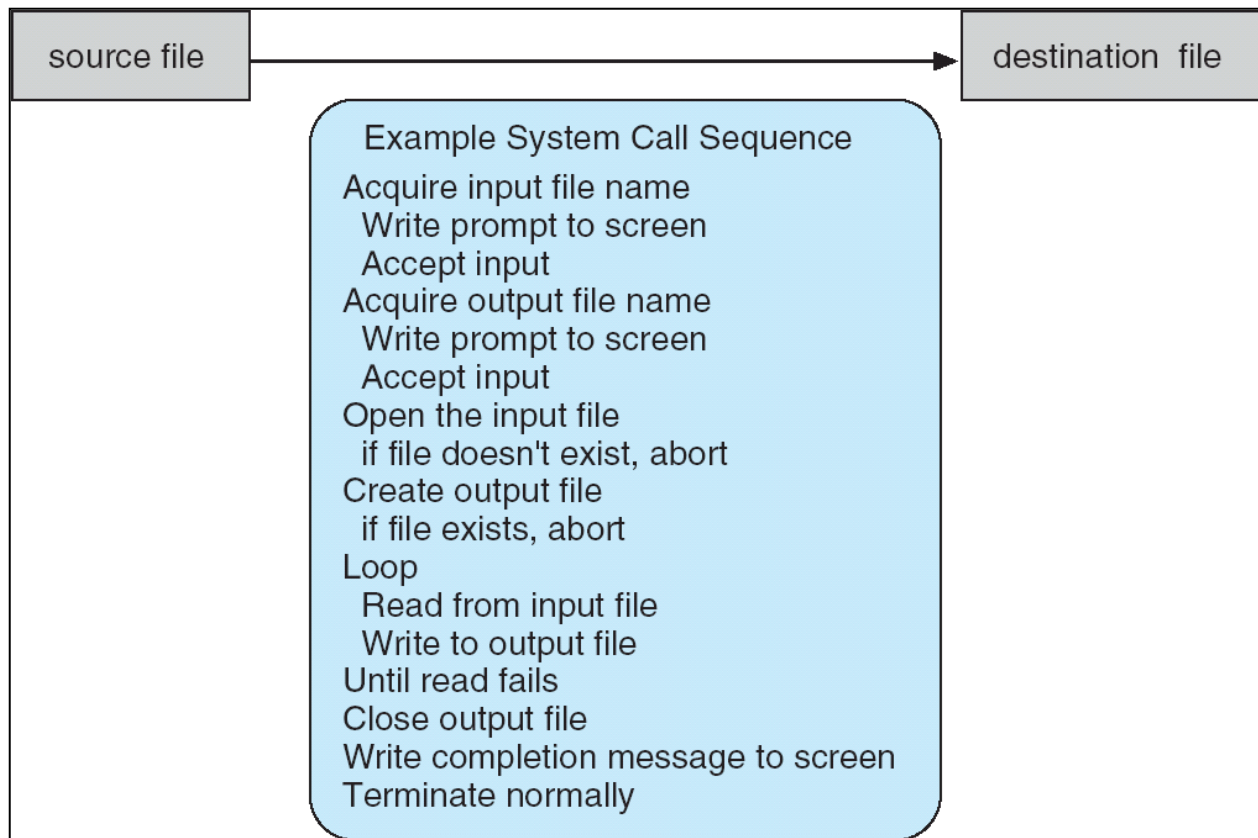 source file
destination file
Example System Call Sequence
Acquire input file name
Write prompt to screen
Accept input
Acquire output file name
Write prompt to screen
Accept input
Open the input file
if file doesn't exist, abort
Create output file
if file exists, abort
Loop
Read from input file
Write to output file
Until read fails
Close output file
Write completion message to screen
Terminate normally